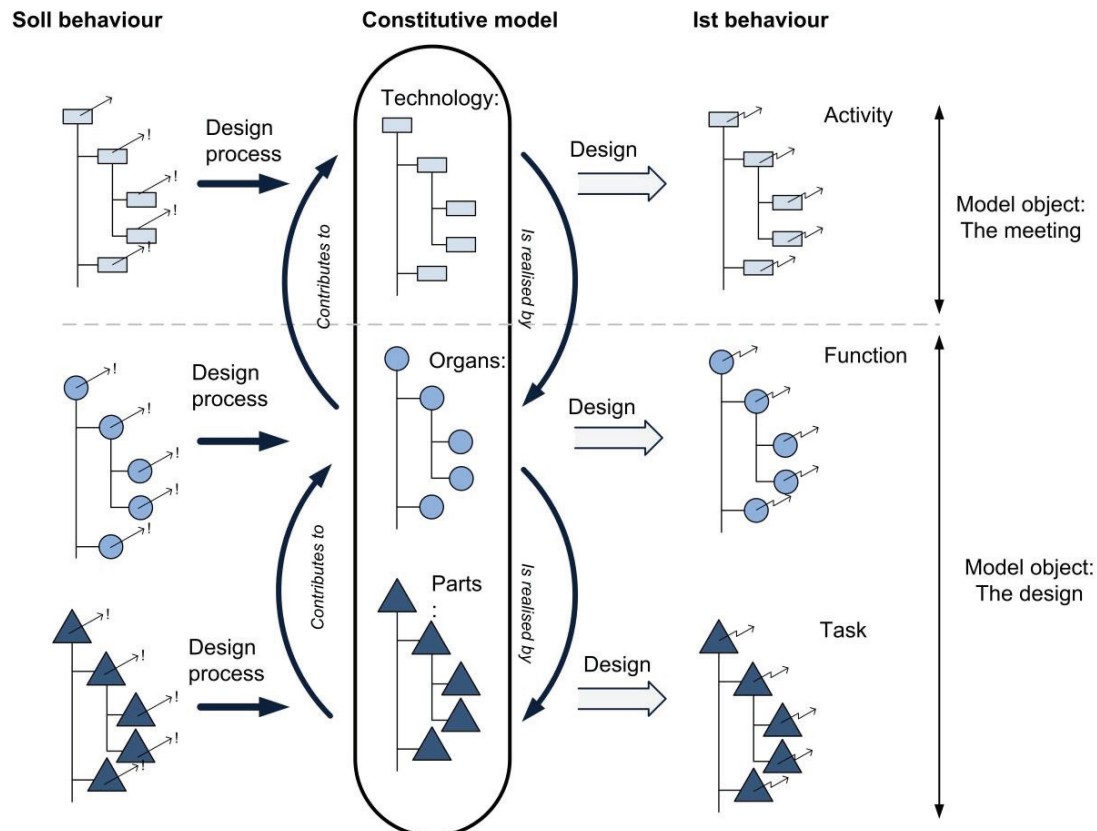 Soll behaviour
Constitutive model
Ist behaviour
Technology:
Activity
!
!
!
!
!
Design
process
Design
Model object:
The meeting
Contributes to
Is realised by
Organs:
Function
!
!
!
!
!
Design
process
Design
Model object:
The design
Contributes to
Is realised by
Parts
:
Task
!
!
!
!
!
Design
process
Design